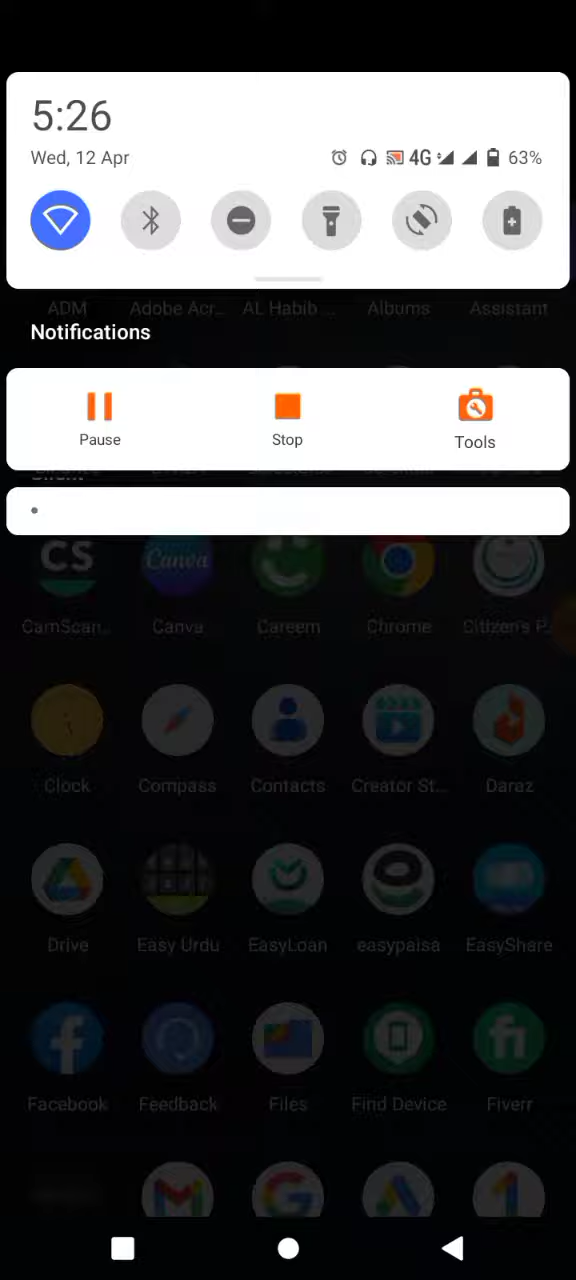 5:26
Wed, 12 Apr 4G 63%
ADM Adobe Acr... AL Habib ... Albums Assistant
Notifications
Pause Stop Tools
CS Canva
CamScan.. Canva Careem Chrome Citizen's P..
Clock Compass Contacts Creator St... Daraz
Drive Easy Urdu EasyLoan easypaisa EasyShare
Facebook Feedback Files Find Device Fiverr